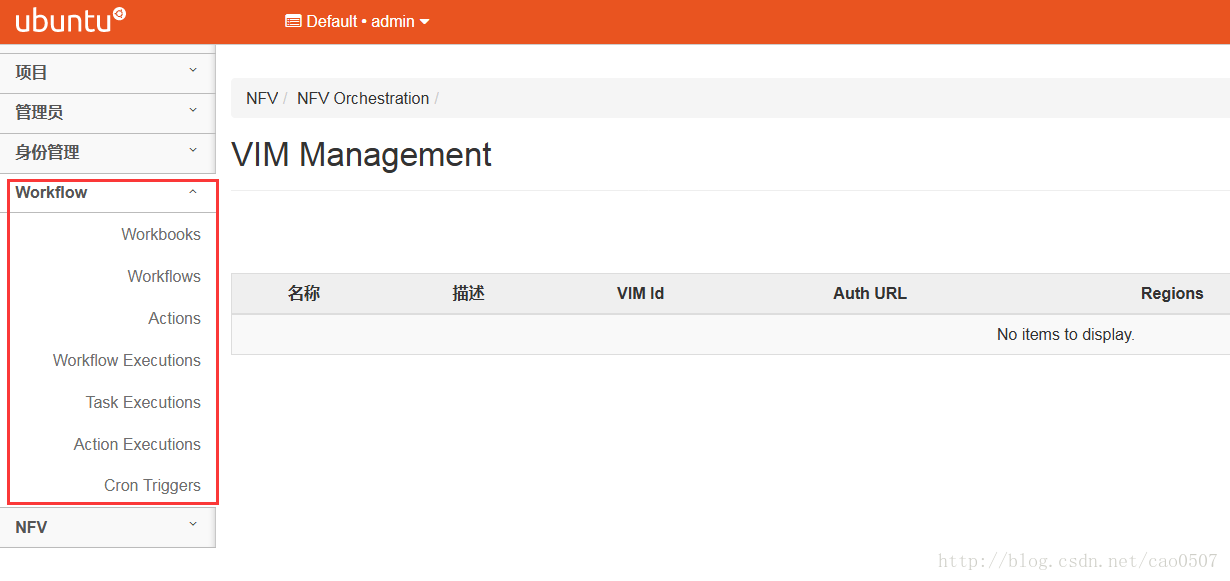 ubuntu
Default • admin
项目
管理员
身份管理
Workflow
Workbooks
Workflows
Actions
Workflow Executions
Task Executions
Action Executions
Cron Triggers
NFV
NFV / NFV Orchestration /
VIM Management
名称 描述 VIM Id Auth URL Regions
No items to display.
http://blog.csdn.net/cao0507